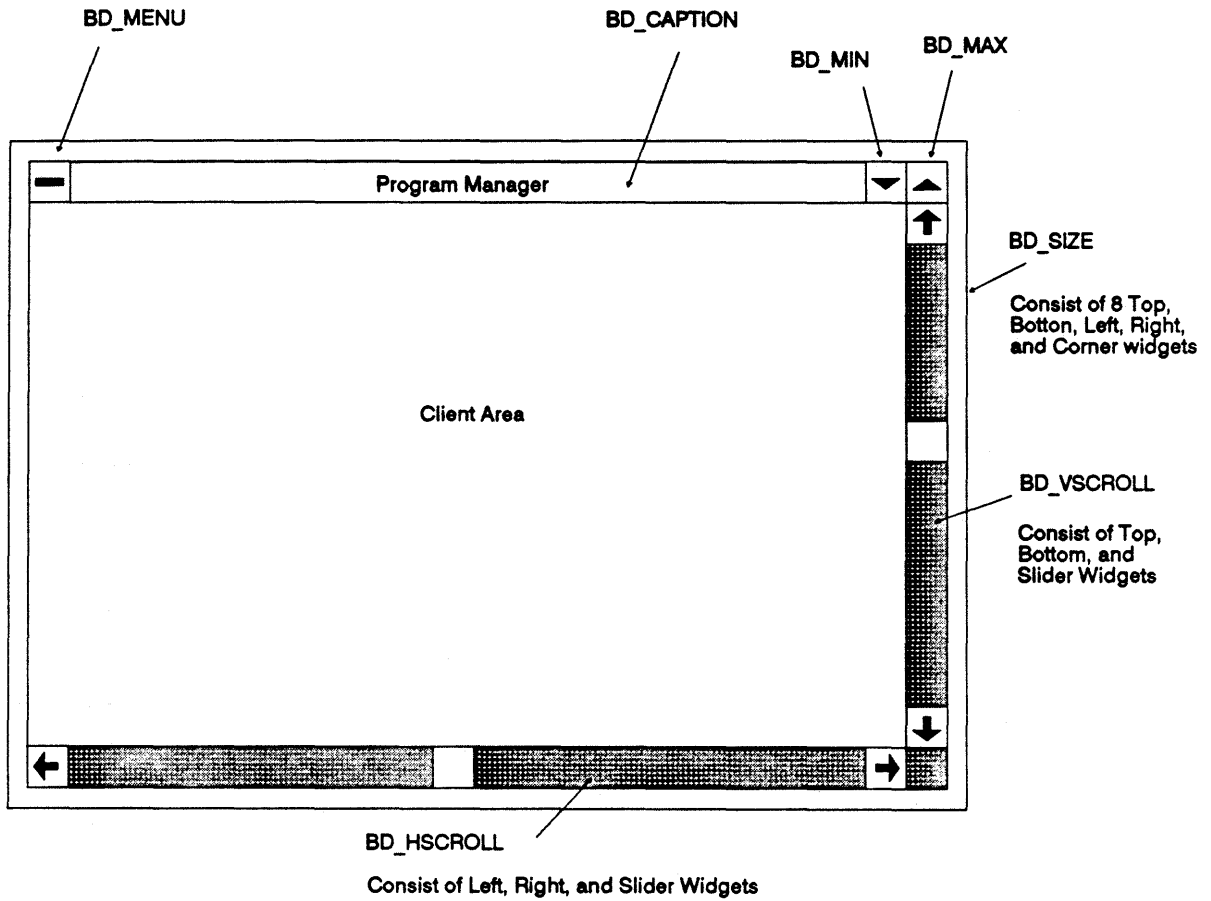 BD_MENU
BD_CAPTION
BD_MIN
BD_MAX
Program Manager
BD_SIZE
Consist of 8 Top,
Botton, Left, Right,
and Corner widgets
Client Area
BD_VSCROLL
Consist of Top,
Bottom, and
Slider Widgets
BD_HSCROLL
Consist of Left, Right, and Slider Widgets